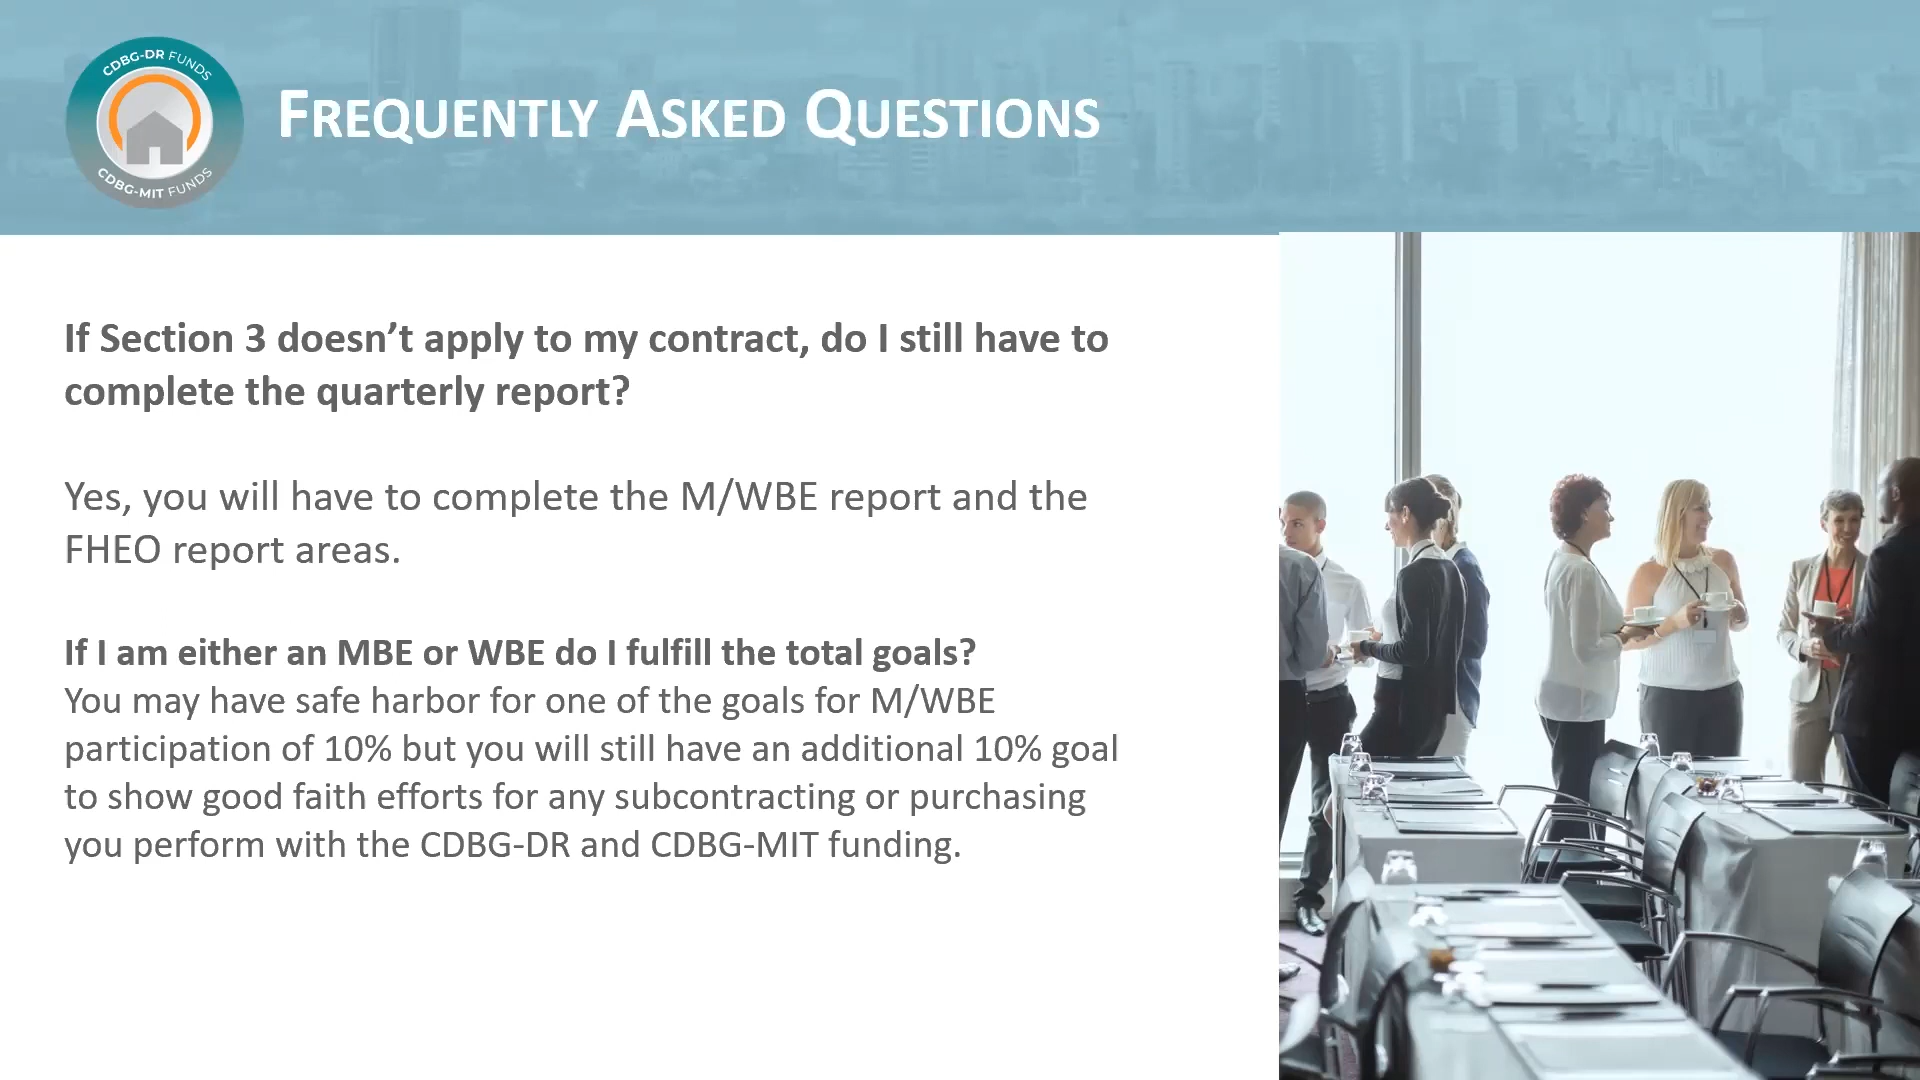 CDBG-DR FUNDS
CDBG-MIT FUNDS
FREQUENTLY ASKED QUESTIONS
If Section 3 doesn’t apply to my contract, do I still have to
complete the quarterly report?
Yes, you will have to complete the M/WBE report and the
FHEO report areas.
If I am either an MBE or WBE do I fulfill the total goals?
You may have safe harbor for one of the goals for M/WBE
participation of 10% but you will still have an additional 10% goal
to show good faith efforts for any subcontracting or purchasing
you perform with the CDBG-DR and CDBG-MIT funding.